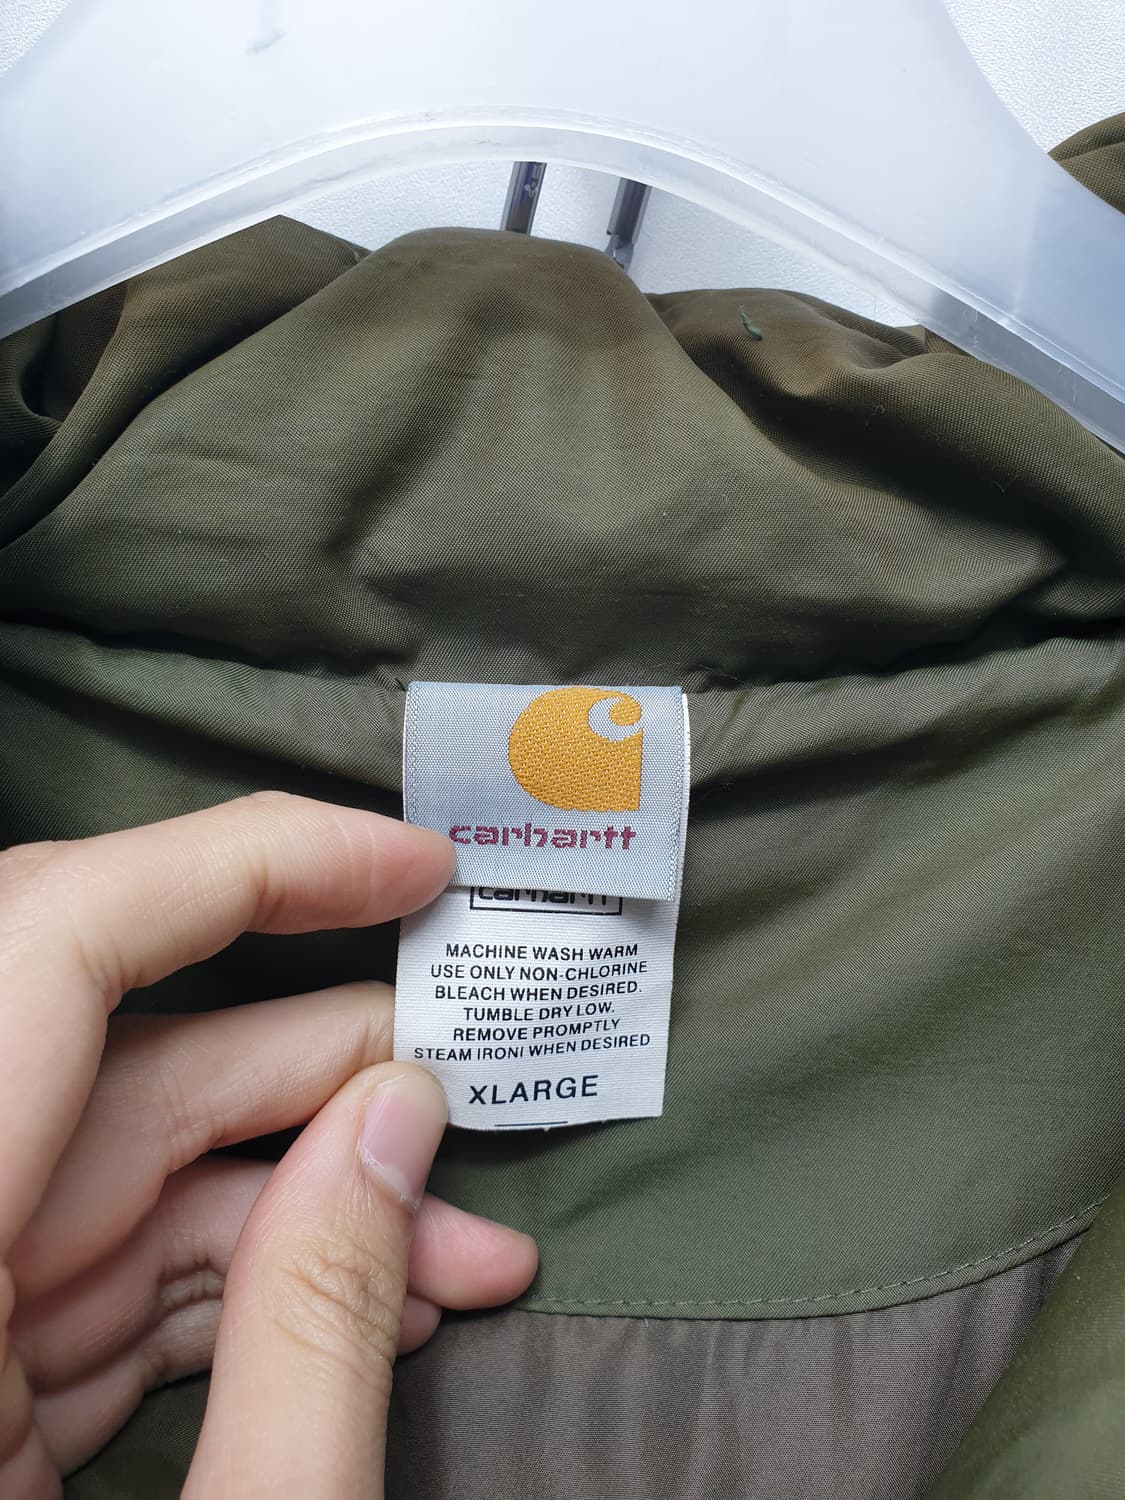 carhartt
carhartt
MACHINE WASH WARM
USE ONLY NON-CHLORINE
BLEACH WHEN DESIRED.
TUMBLE DRY LOW.
REMOVE PROMPTLY
STEAM IRONI WHEN DESIRED
XLARGE